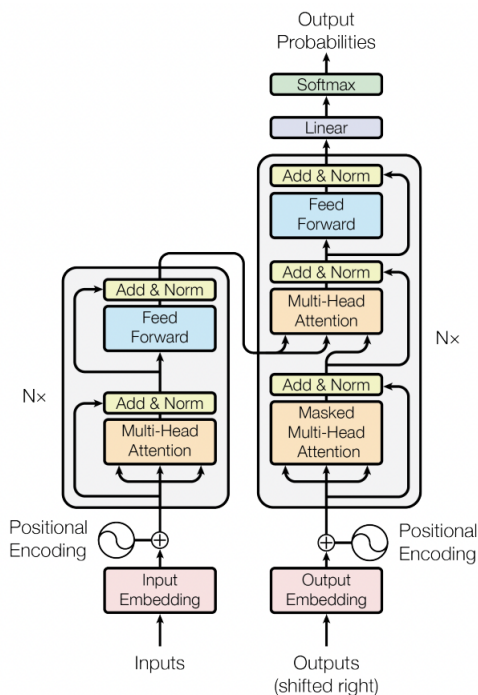 Output
Probabilities
Softmax
Linear
Add & Norm
Feed
Forward
Add & Norm
Multi-Head
Attention
Add & Norm
Masked
Multi-Head
Attention
Nx
Add & Norm
Feed
Forward
Add & Norm
Multi-Head
Attention
Nx
Positional
Encoding
Positional
Encoding
Input
Embedding
Output
Embedding
Inputs
Outputs
(shifted right)